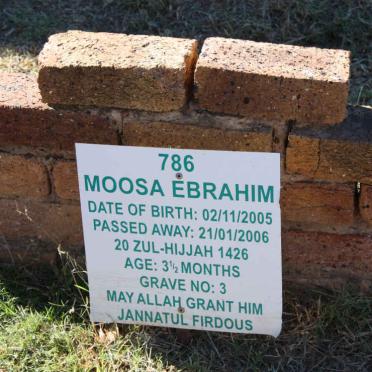 786
MOOSA EBRAHIM
DATE OF BIRTH: 02/11/2005
PASSED AWAY: 21/01/2006
20 ZUL-HIJJAH 1426
AGE: 3½ MONTHS
GRAVE NO: 3
MAY ALLAH GRANT HIM
JANNATUL FIRDOUS